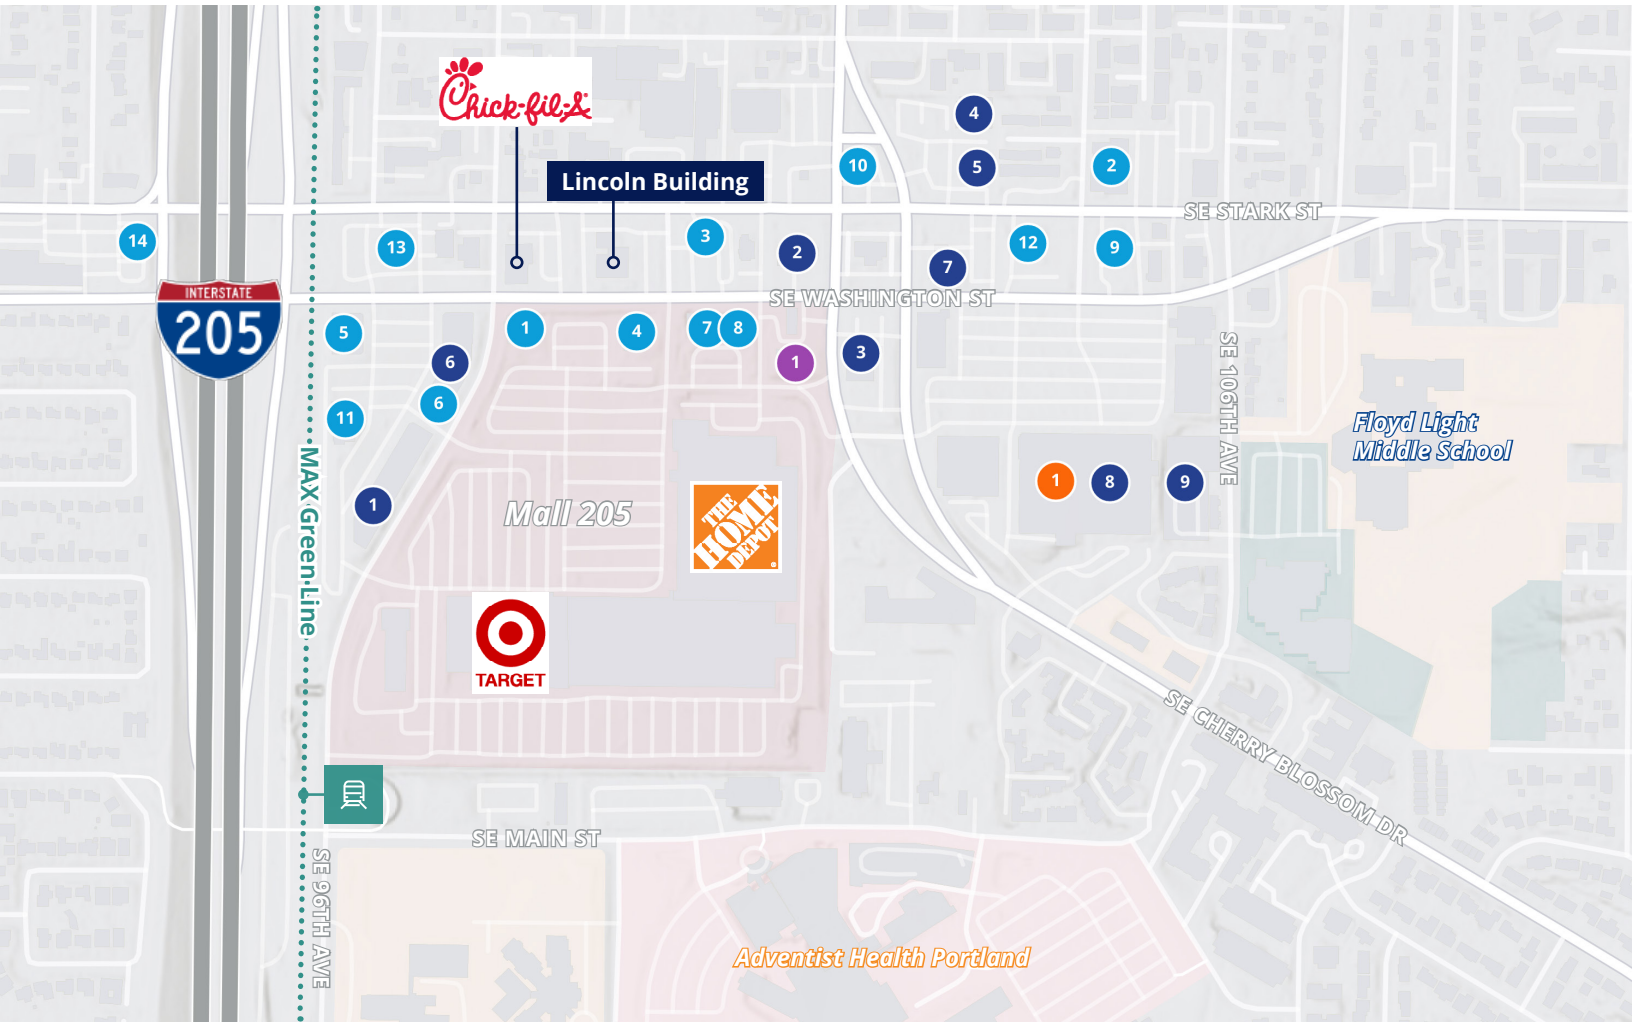 Chick-fil-A
4
10
5
2
Lincoln Building
SE STARK ST
14
13
3
2
12
9
7
INTERSTATE
205
SE WASHINGTON ST
5
1
4
7
8
6
1
3
6
11
SE 106TH AVE
Floyd Light
Middle School
MAX Green Line
1
Mall 205
THE
HOME
DEPOT
1
8
9
TARGET
SE CHERRY BLOSSOM DR
SE MAIN ST
SE 96TH AVE
Adventist Health Portland